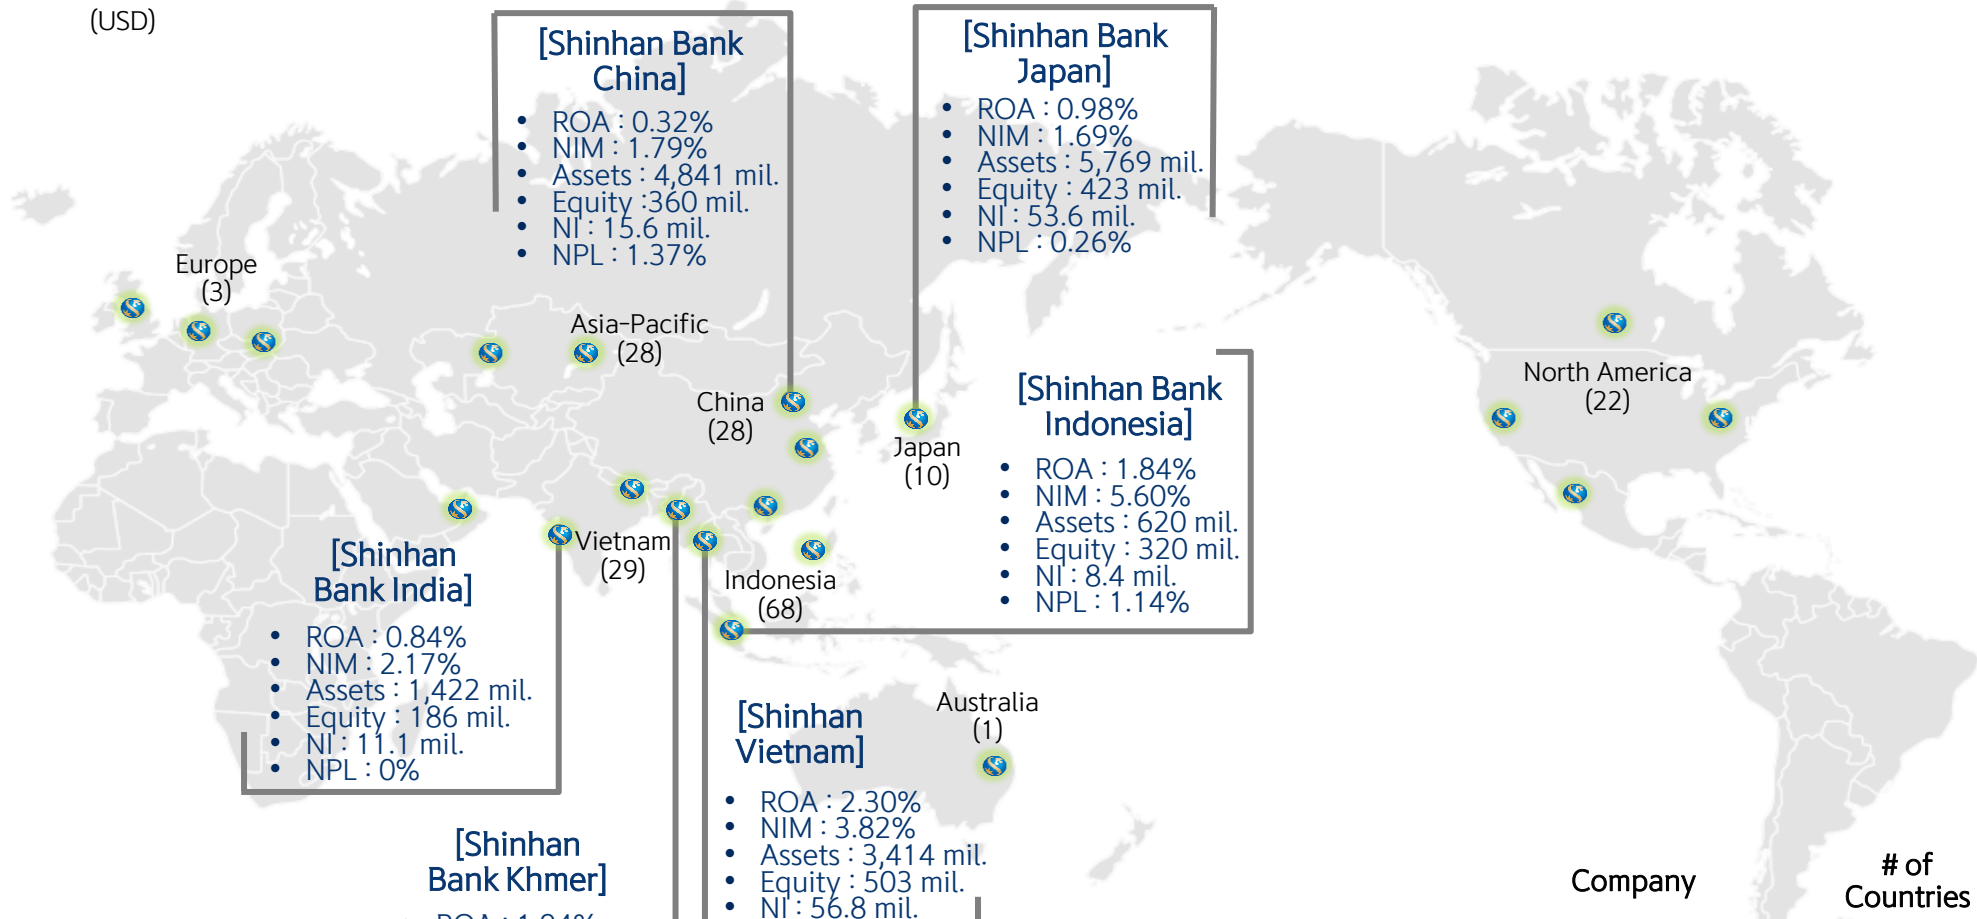 (USD)
[Shinhan Bank
China]
• ROA : 0.32%
• NIM : 1.79%
• Assets : 4,841 mil.
• Equity :360 mil.
• NI : 15.6 mil.
• NPL : 1.37%
[Shinhan Bank
Japan]
• ROA : 0.98%
• NIM : 1.69%
• Assets : 5,769 mil.
• Equity : 423 mil.
• NI : 53.6 mil.
• NPL : 0.26%
Europe
(3)
Asia-Pacific
(28)
China
(28)
Japan
(10)
[Shinhan Bank
Indonesia]
• ROA : 1.84%
• NIM : 5.60%
• Assets : 620 mil.
• Equity : 320 mil.
• NI : 8.4 mil.
• NPL : 1.14%
North America
(22)
Vietnam
(29)
Indonesia
(68)
[Shinhan
Bank India]
• ROA : 0.84%
• NIM : 2.17%
• Assets : 1,422 mil.
• Equity : 186 mil.
• NI : 11.1 mil.
• NPL : 0%
Australia
(1)
[Shinhan
Vietnam]
• ROA : 2.30%
• NIM : 3.82%
• Assets : 3,414 mil.
• Equity : 503 mil.
• NI : 56.8 mil.
[Shinhan
Bank Khmer]
Company
# of
Countries